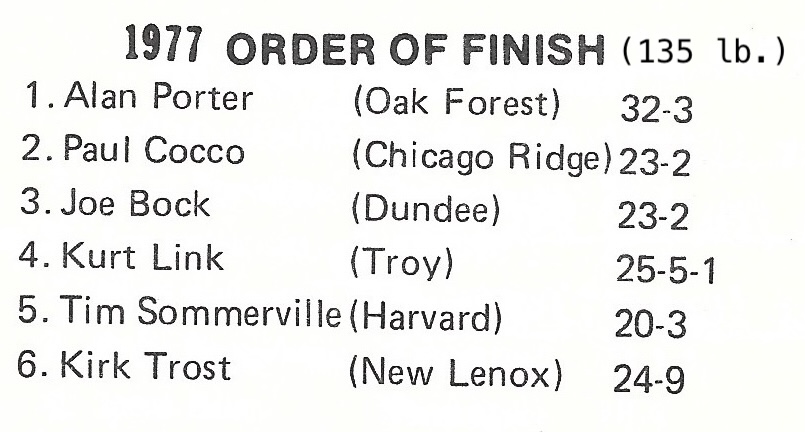 1977 ORDER OF FINISH (135 lb.)
1. Alan Porter (Oak Forest) 32-3
2. Paul Cocco (Chicago Ridge) 23-2
3. Joe Bock (Dundee) 23-2
4. Kurt Link (Troy) 25-5-1
5. Tim Sommerville (Harvard) 20-3
6. Kirk Trost (New Lenox) 24-9